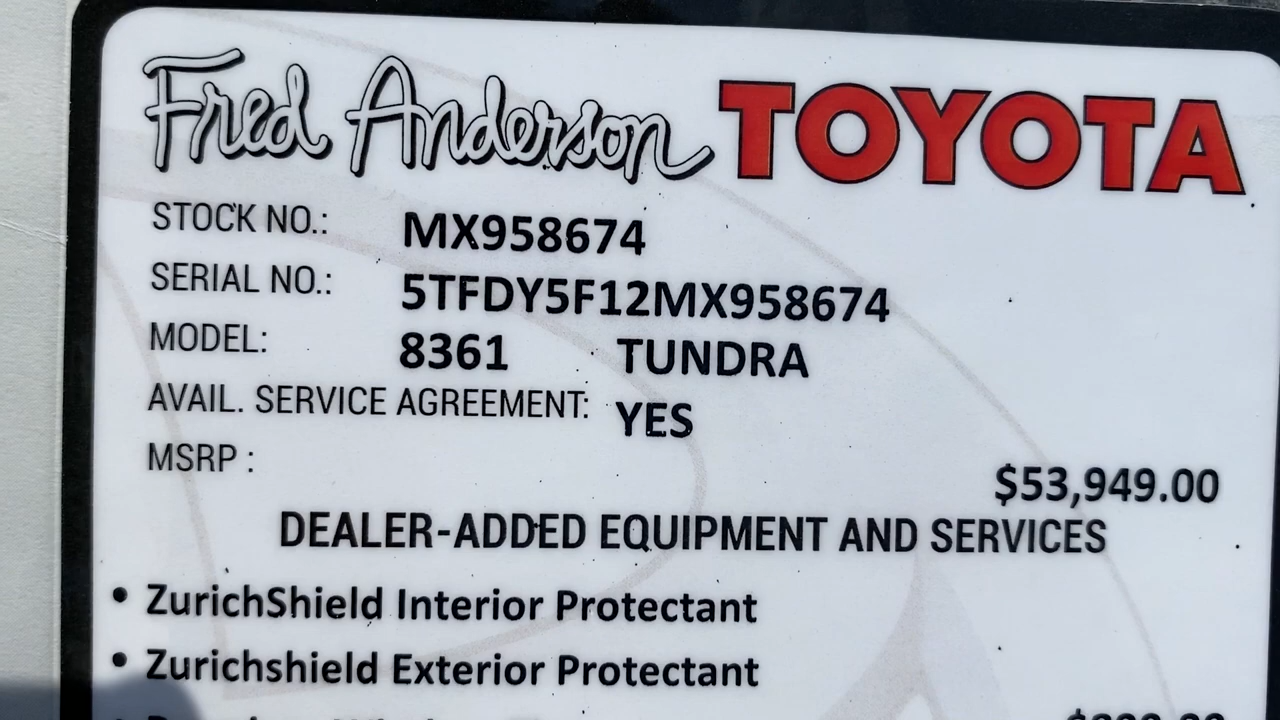 Fred Anderson TOYOTA
STOCK NO.: MX958674
SERIAL NO.: 5TFDY5F12MX958674
MODEL: 8361 TUNDRA
AVAIL. SERVICE AGREEMENT: YES
MSRP : $53,949.00
DEALER-ADDED EQUIPMENT AND SERVICES
• ZurichShield Interior Protectant
• Zurichshield Exterior Protectant